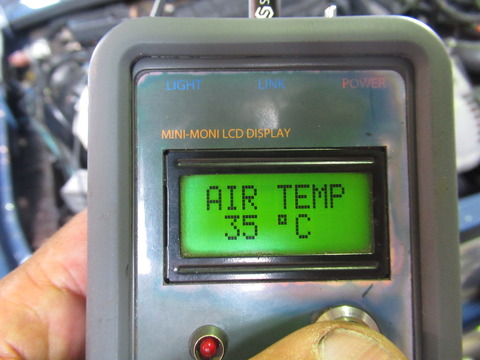 LIGHT LINK POWER
MINI-MONI LCD DISPLAY
AIR TEMP
35 °C